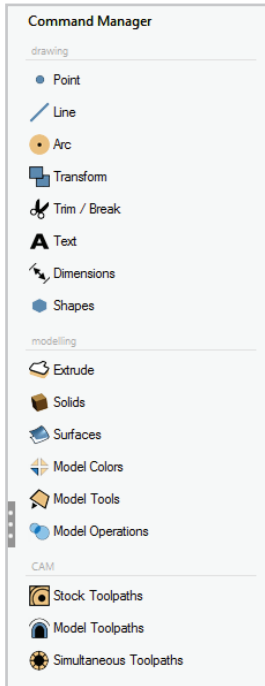 Command Manager
drawing
Point
Line
Arc
Transform
Trim / Break
Text
Dimensions
Shapes
modelling
Extrude
Solids
Surfaces
Model Colors
Model Tools
Model Operations
CAM
Stock Toolpaths
Model Toolpaths
Simultaneous Toolpaths